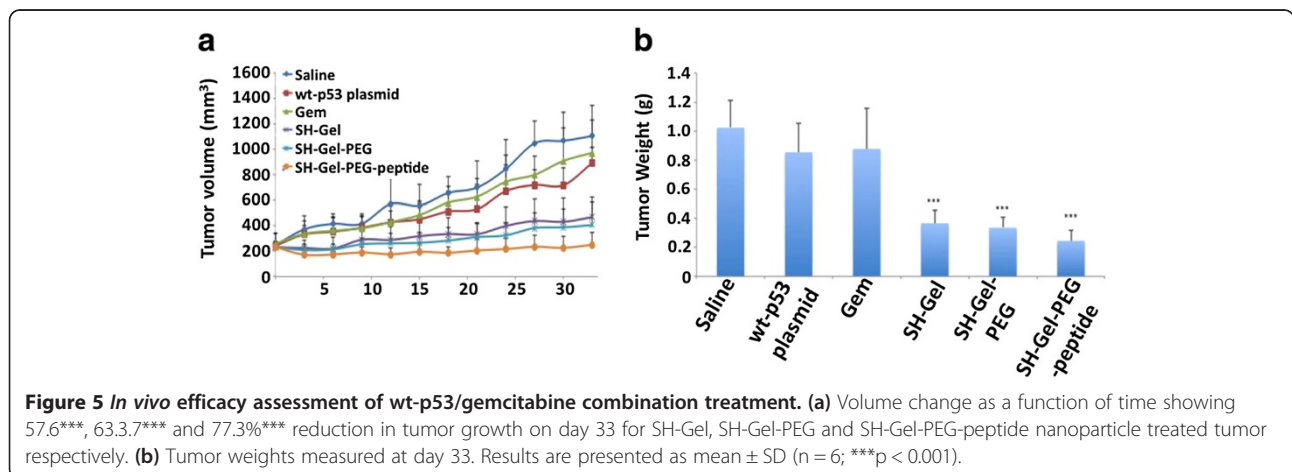 a
1600
1400
1200
1000
800
600
400
200
0
Tumor volume (mm³)
Saline
wt-p53 plasmid
Gem
SH-Gel
SH-Gel-PEG
SH-Gel-PEG-peptide
5 10 15 20 25 30
b
1.4
1.2
1.0
0.8
0.6
0.4
0.2
0
Tumor Weight (g)
*** *** ***
Saline
wt-p53
plasmid
Gem
SH-Gel
SH-Gel-
PEG
SH-Gel-PEG
-peptide
Figure 5 In vivo efficacy assessment of wt-p53/gemcitabine combination treatment. (a) Volume change as a function of time showing
57.6***, 63.3.7*** and 77.3%*** reduction in tumor growth on day 33 for SH-Gel, SH-Gel-PEG and SH-Gel-PEG-peptide nanoparticle treated tumor
respectively. (b) Tumor weights measured at day 33. Results are presented as mean ± SD (n = 6; ***p < 0.001).